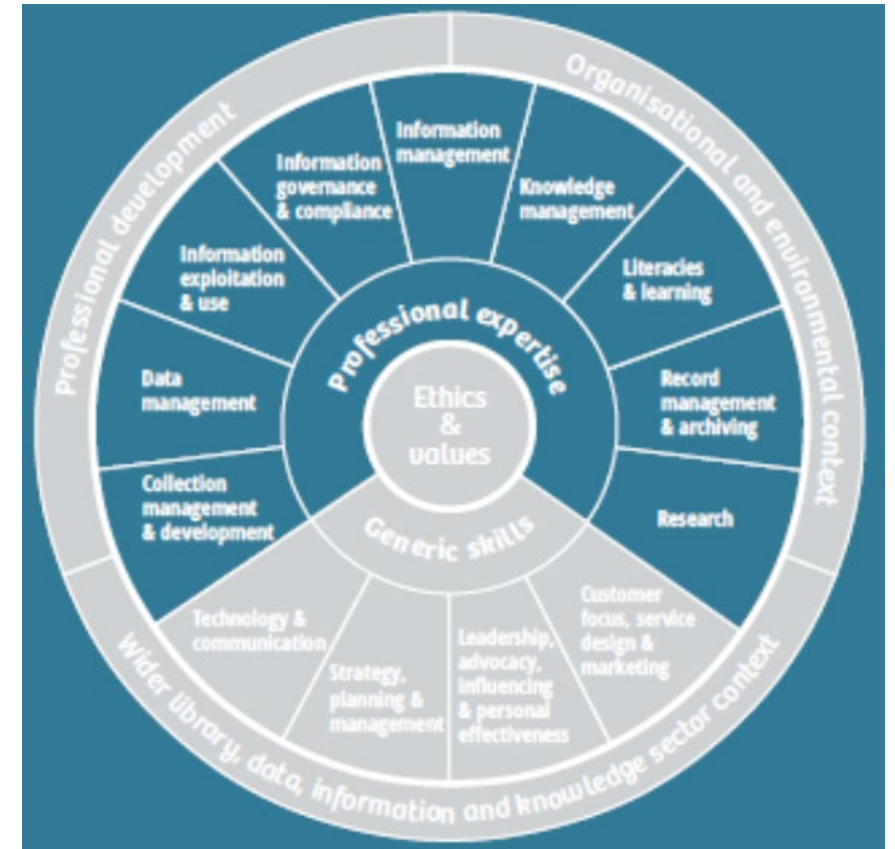 Professional development
Organisational and environmental context
Information
management
Information
governance
& compliance
Knowledge
management
Information
exploitation
& use
Literacies
& learning
Professional expertise
Data
management
Ethics
&
values
Record
management
& archiving
Collection
management
& development
Research
Generic skills
Technology &
communication
Strategy,
planning &
management
Leadership,
advocacy,
influencing
& personal
effectiveness
Customer
focus, service
design &
marketing
Wider library, data, information and knowledge sector context